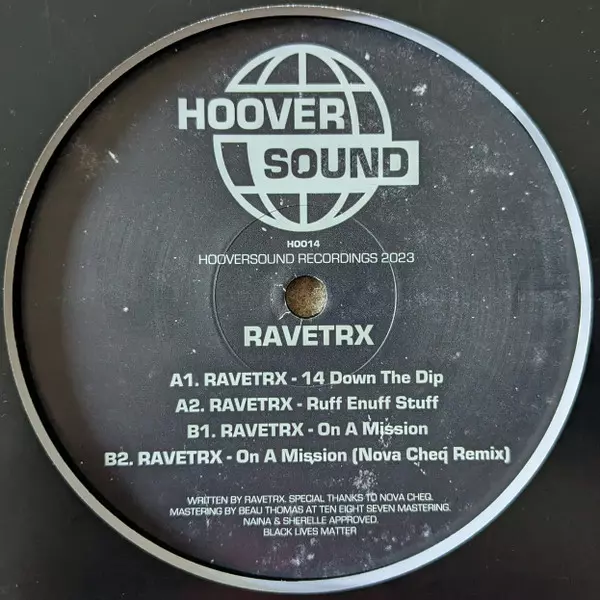 HOOVER
SOUND
HOO14
HOOVERSOUND RECORDINGS 2023
RAVETRX
A1. RAVETRX - 14 Down The Dip
A2. RAVETRX - Ruff Enuff Stuff
B1. RAVETRX - On A Mission
B2. RAVETRX - On A Mission (Nova Cheq Remix)
WRITTEN BY RAVETRX. SPECIAL THANKS TO NOVA CHEQ.
MASTERING BY BEAU THOMAS AT TEN EIGHT SEVEN MASTERING.
NAINA & SHERELLE APPROVED.
BLACK LIVES MATTER